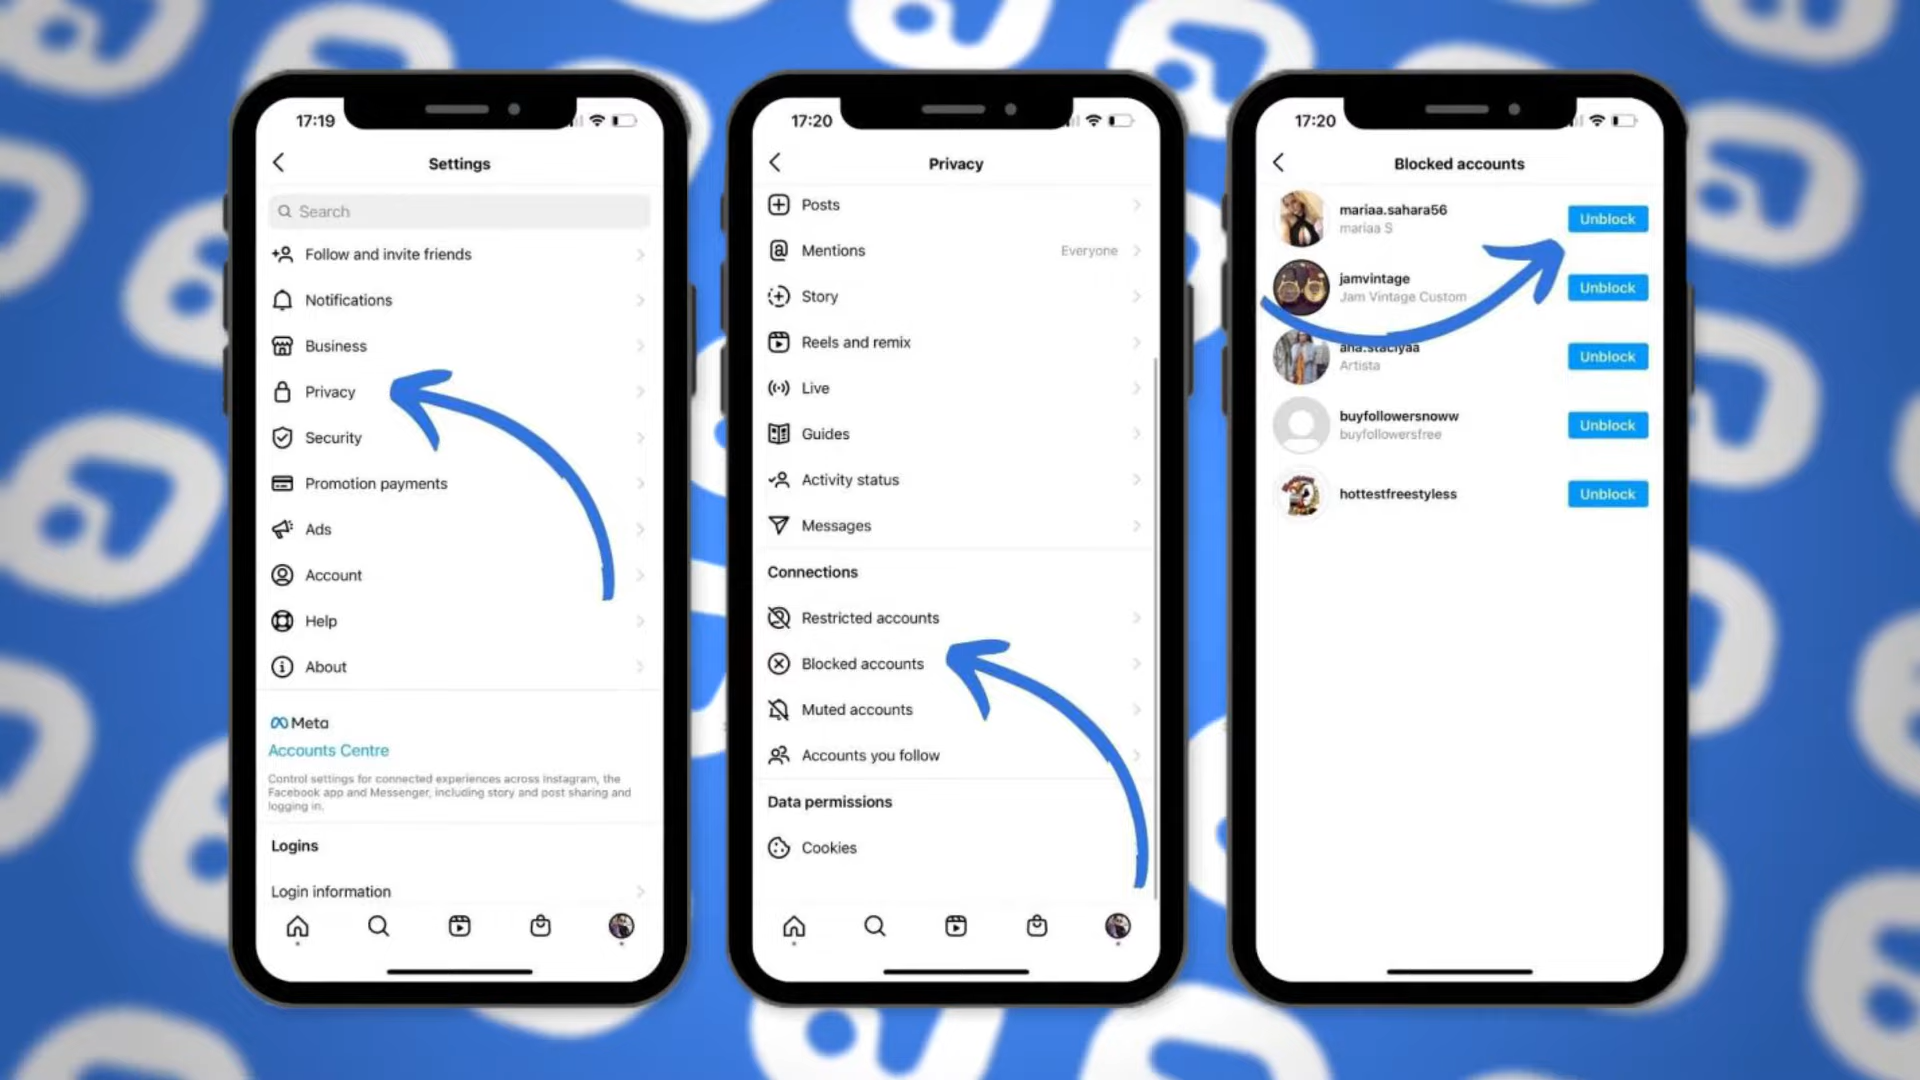 17:19
Settings
Search
Follow and invite friends
Notifications
Business
Privacy
Security
Promotion payments
Ads
Account
Help
About
Meta
Accounts Centre
Control settings for connected experiences across Instagram, the
Facebook app and Messenger, including story and post sharing and
logging in.
Logins
Login information
17:20
Privacy
Posts
Mentions Everyone
Story
Reels and remix
Live
Guides
Activity status
Messages
Connections
Restricted accounts
Blocked accounts
Muted accounts
Accounts you follow
Data permissions
Cookies
17:20
Blocked accounts
mariaa.sahara56
mariaa S
Unblock
jamvintage
Jam Vintage Custom
Unblock
Artista
Unblock
buyfollowersnoww
buyfollowersfree
Unblock
hottestfreestyless
Unblock